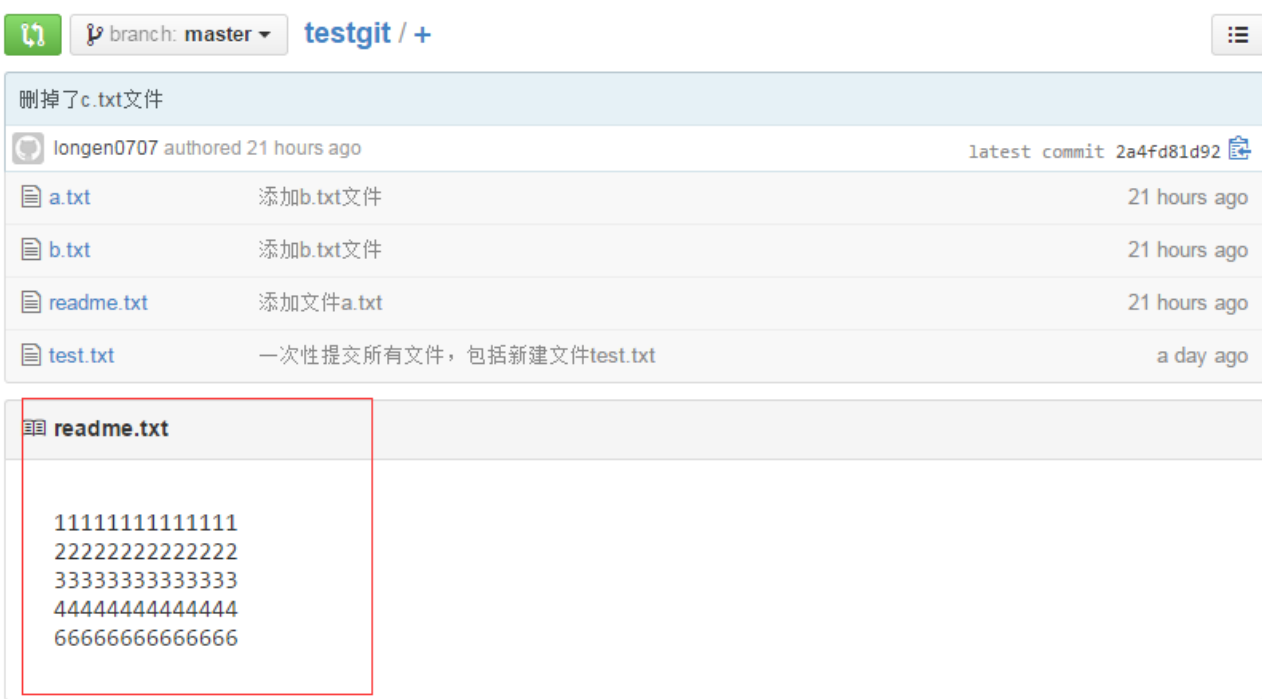 branch: master testgit / +
删掉了c.txt文件
longen0707 authored 21 hours ago latest commit 2a4fd81d92
a.txt 添加b.txt文件 21 hours ago
b.txt 添加b.txt文件 21 hours ago
readme.txt 添加文件a.txt 21 hours ago
test.txt 一次性提交所有文件，包括新建文件test.txt a day ago
readme.txt
11111111111111
22222222222222
33333333333333
44444444444444
66666666666666